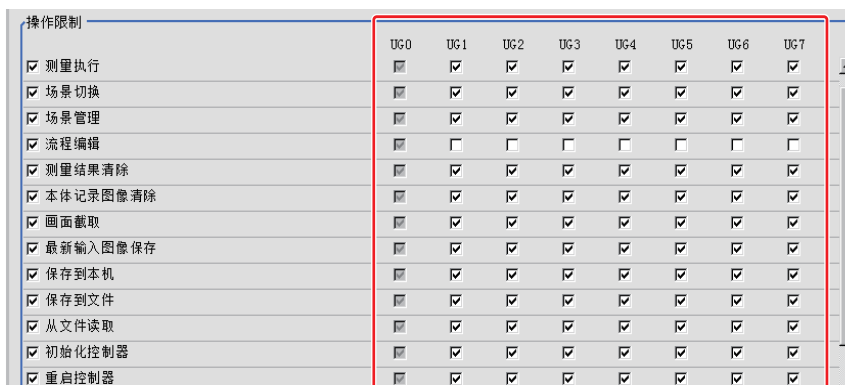 操作限制
UG0 UG1 UG2 UG3 UG4 UG5 UG6 UG7
测量执行
场景切换
场景管理
流程编辑
测量结果清除
本体记录图像清除
画面截取
最新输入图像保存
保存到本机
保存到文件
从文件读取
初始化控制器
重启控制器